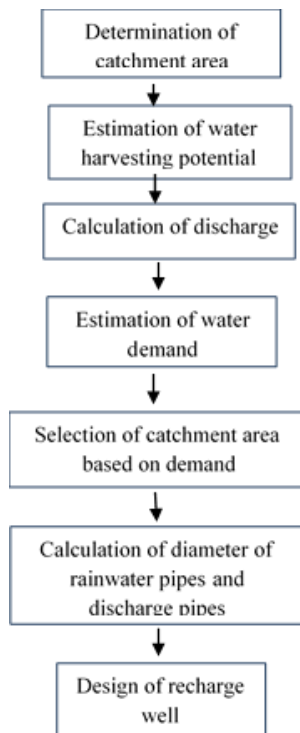 Determination of
catchment area
Estimation of water
harvesting potential
Calculation of discharge
Estimation of water
demand
Selection of catchment area
based on demand
Calculation of diameter of
rainwater pipes and
discharge pipes
Design of recharge
well